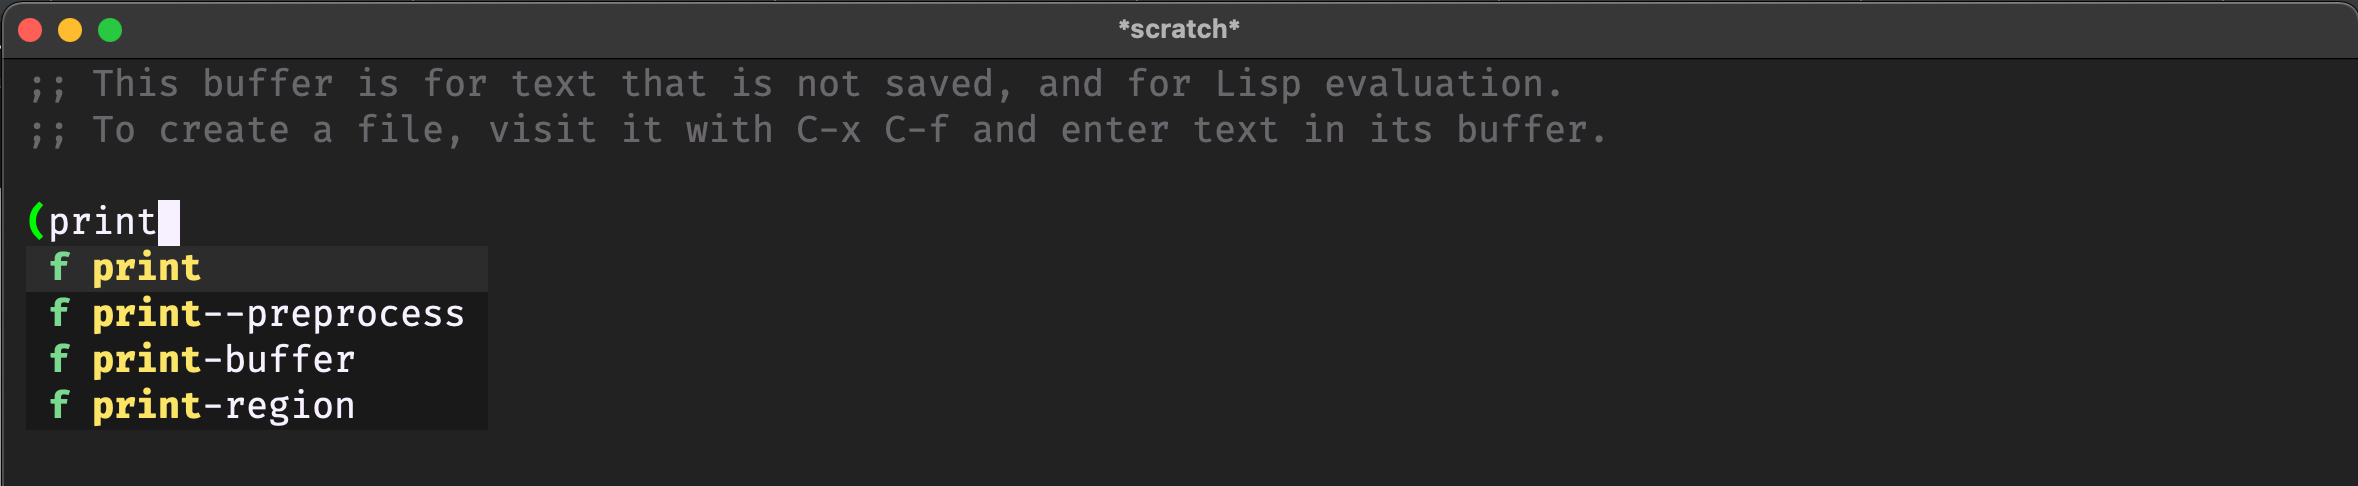 *scratch*
;; This buffer is for text that is not saved, and for Lisp evaluation.
;; To create a file, visit it with C-x C-f and enter text in its buffer.
(print
f print
f print--preprocess
f print-buffer
f print-region